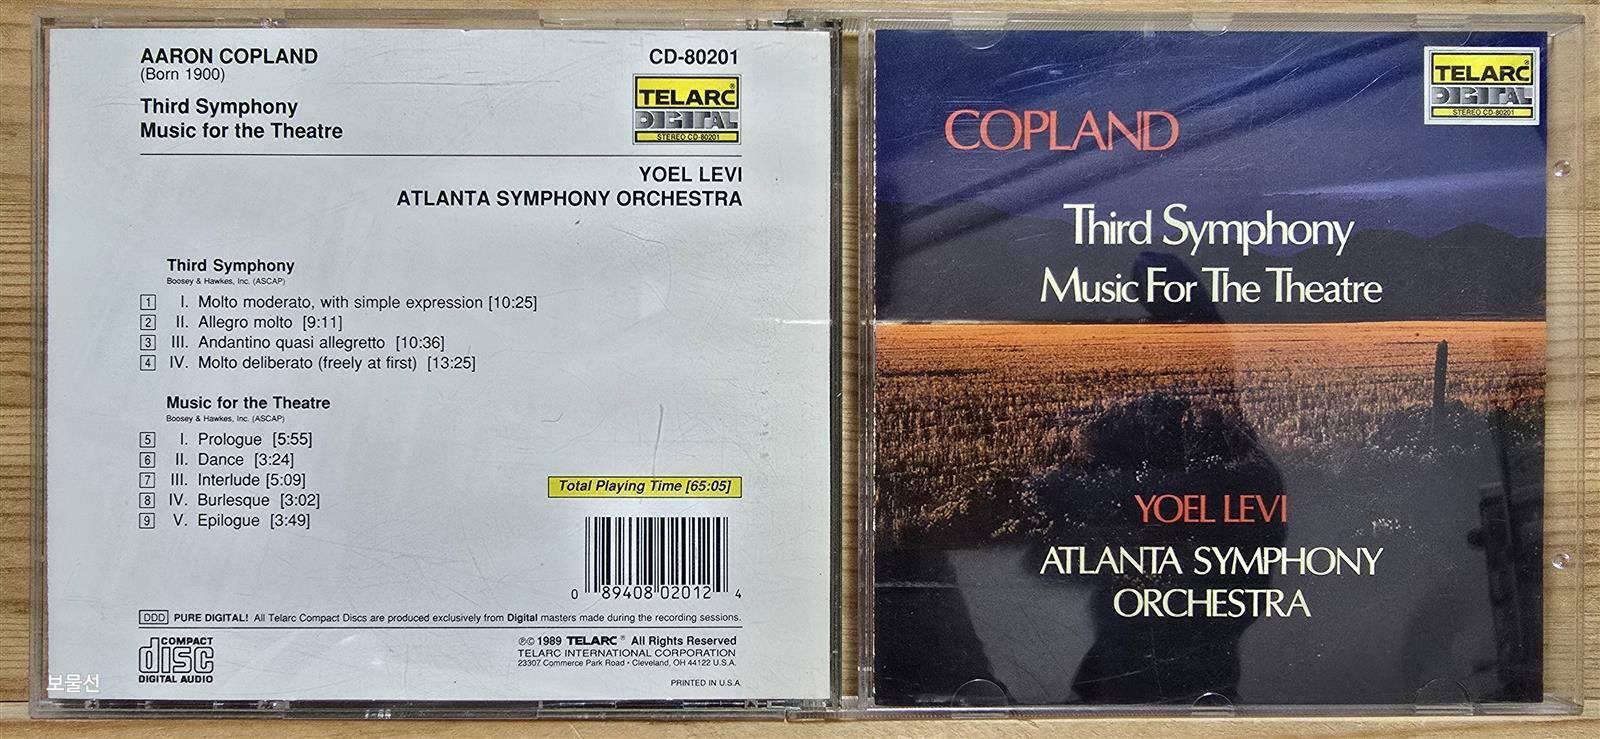 AARON COPLAND
(Born 1900)
Third Symphony
Music for the Theatre
CD-80201
TELARC®
DIGITAL
STEREO CD-80201
YOEL LEVI
ATLANTA SYMPHONY ORCHESTRA
Third Symphony
Boosey & Hawkes, Inc. (ASCAP)
1 I. Molto moderato, with simple expression [10:25]
2 II. Allegro molto [9:11]
3 III. Andantino quasi allegretto [10:36]
4 IV. Molto deliberato (freely at first) [13:25]
Music for the Theatre
Boosey & Hawkes, Inc. (ASCAP)
5 I. Prologue [5:55]
6 II. Dance [3:24]
7 III. Interlude [5:09]
8 IV. Burlesque [3:02]
9 V. Epilogue [3:49]
Total Playing Time [65:05]
0 89408 02012 4
DDD PURE DIGITAL! All Telarc Compact Discs are produced exclusively from Digital masters made during the recording sessions.
COMPACT
disc
DIGITAL AUDIO
℗© 1989 TELARC® All Rights Reserved
TELARC INTERNATIONAL CORPORATION
23307 Commerce Park Road • Cleveland, OH 44122 U.S.A.
PRINTED IN U.S.A.
보물선
TELARC®
DIGITAL
STEREO CD-80201
COPLAND
Third Symphony
Music For The Theatre
YOEL LEVI
ATLANTA SYMPHONY
ORCHESTRA